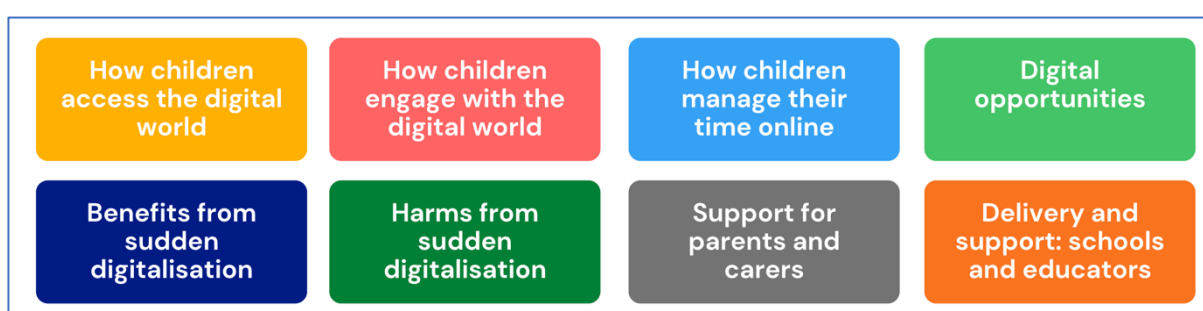 How children
access the digital
world
How children
engage with the
digital world
How children
manage their
time online
Digital
opportunities
Benefits from
sudden
digitalisation
Harms from
sudden
digitalisation
Support for
parents and
carers
Delivery and
support: schools
and educators